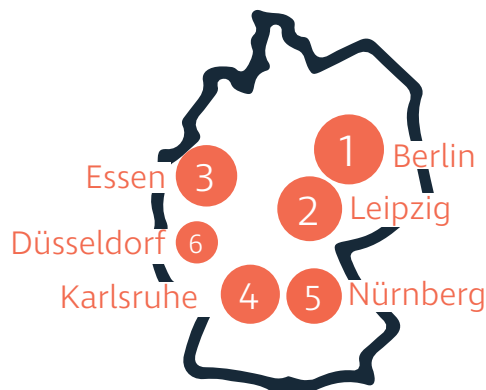 1 Berlin
Essen 3
2 Leipzig
Düsseldorf 6
Karlsruhe 4 5 Nürnberg